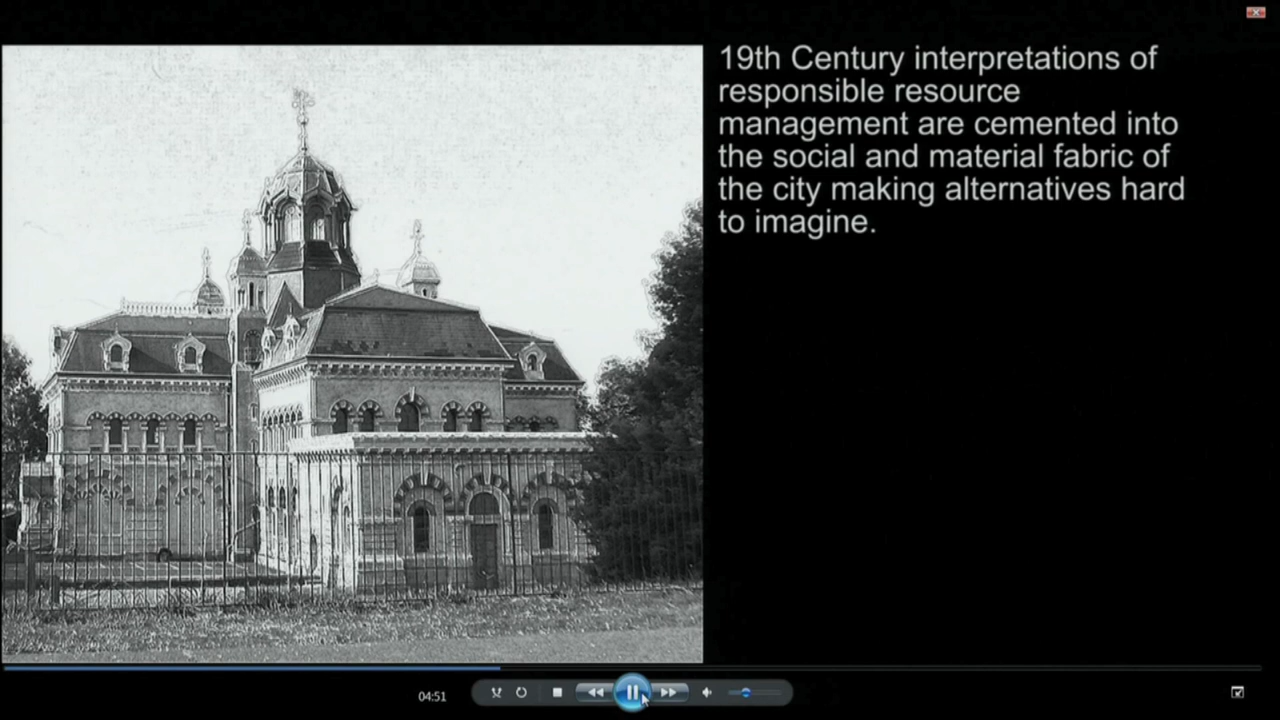 19th Century interpretations of
responsible resource
management are cemented into
the social and material fabric of
the city making alternatives hard
to imagine.
04:51